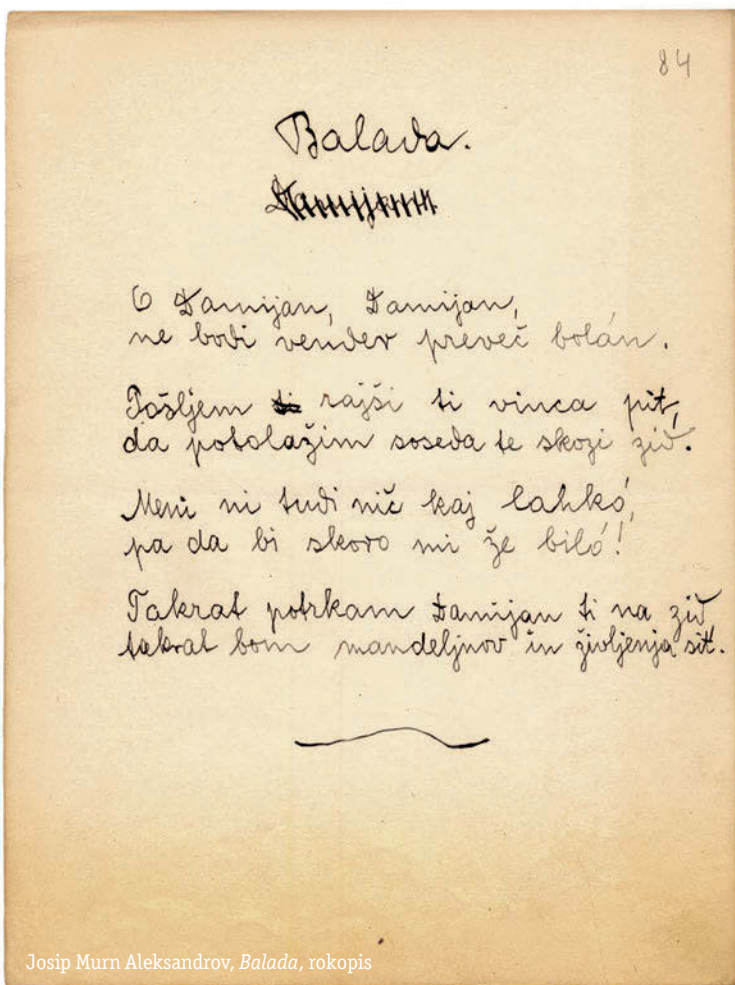 84
Balada.
O Damijan, Damijan,
ne bodi vender preveč bolán.
Pošljem rajši ti vinca pit,
da potolažim soseda te skozi zid.
Meni ni tudi nič kaj lahkó,
pa da bi skoro mi že biló!
Takrat potrkam Damijan ti na zid,
takrat bom mandeljnov in življenja sit.
Josip Murn Aleksandrov, Balada, rokopis